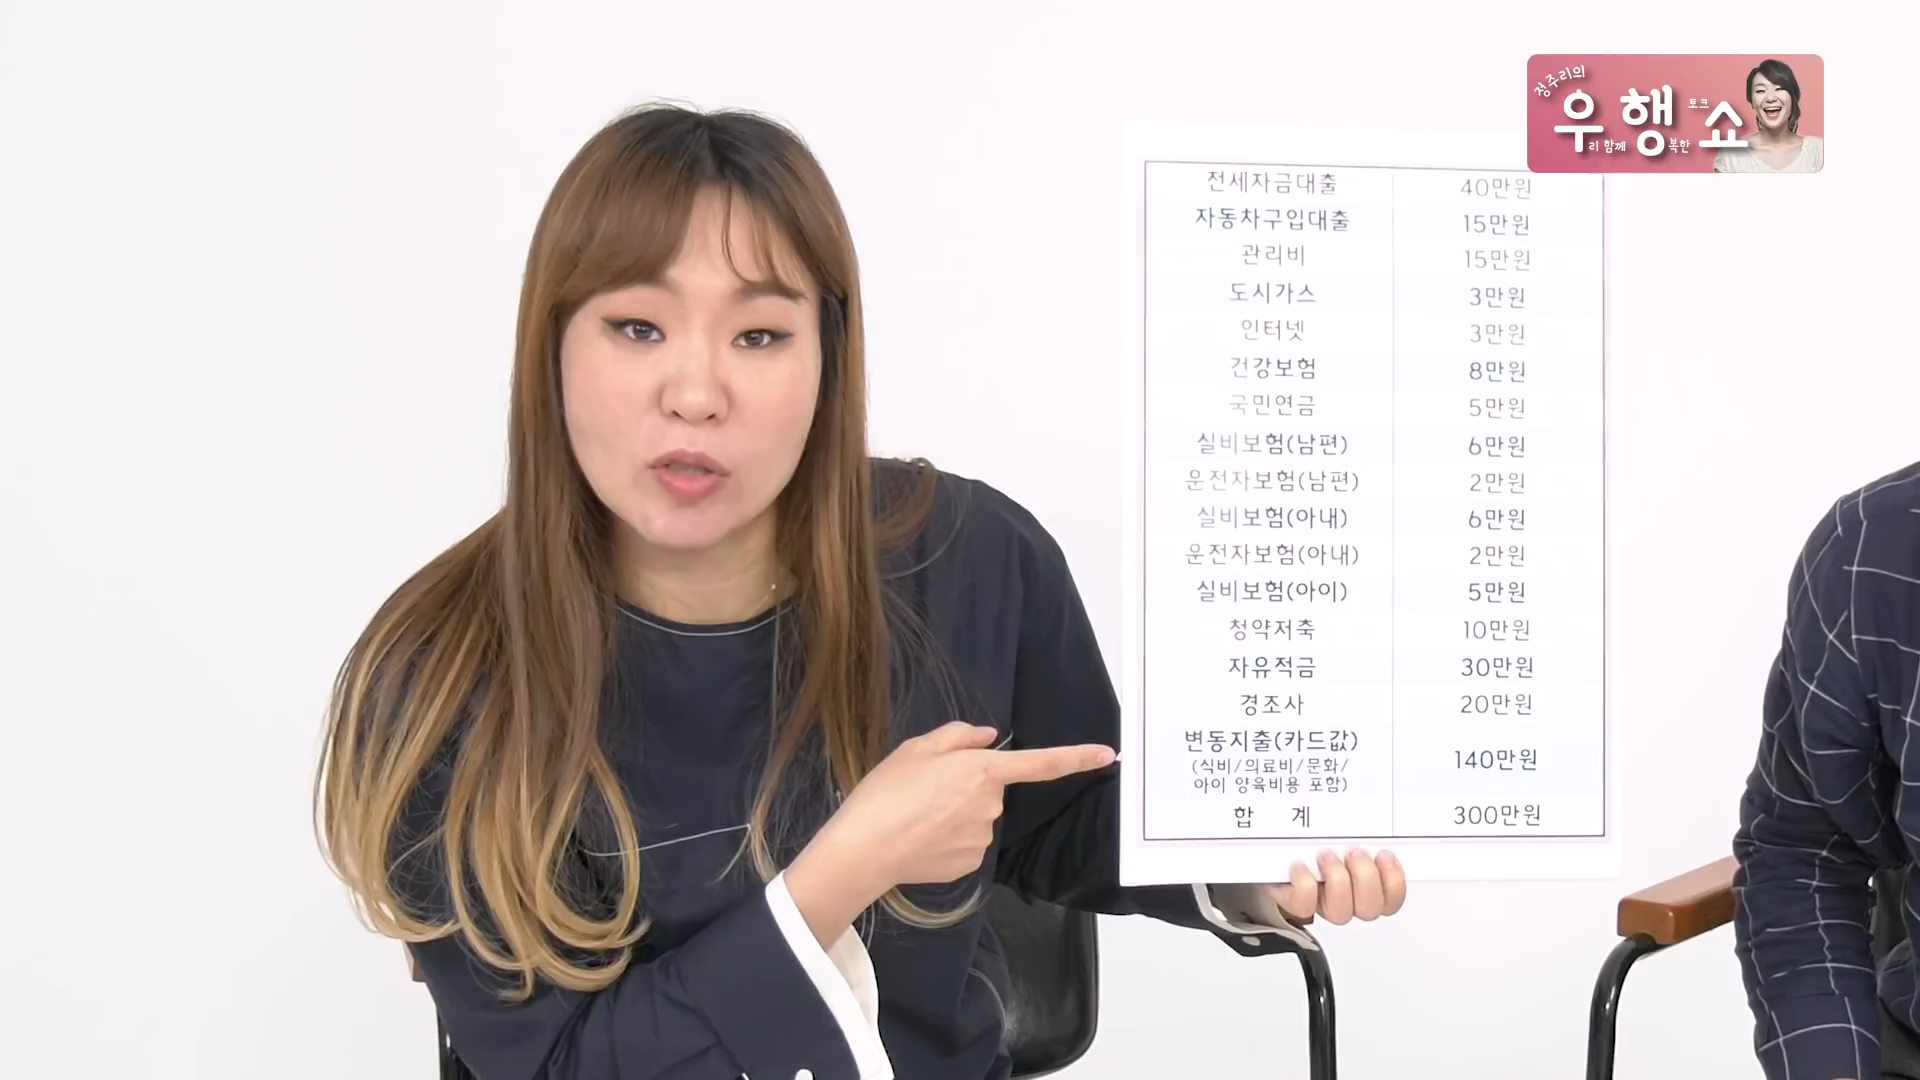 정주리의
우리 함께 행복한 토크쇼
전세자금대출 40만원
자동차구입대출 15만원
관리비 15만원
도시가스 3만원
인터넷 3만원
건강보험 8만원
국민연금 5만원
실비보험(남편) 6만원
운전자보험(남편) 2만원
실비보험(아내) 6만원
운전자보험(아내) 2만원
실비보험(아이) 5만원
청약저축 10만원
자유적금 30만원
경조사 20만원
변동지출(카드값) 140만원
(식비/의료비/문화/
아이 양육비용 포함)
합 계 300만원